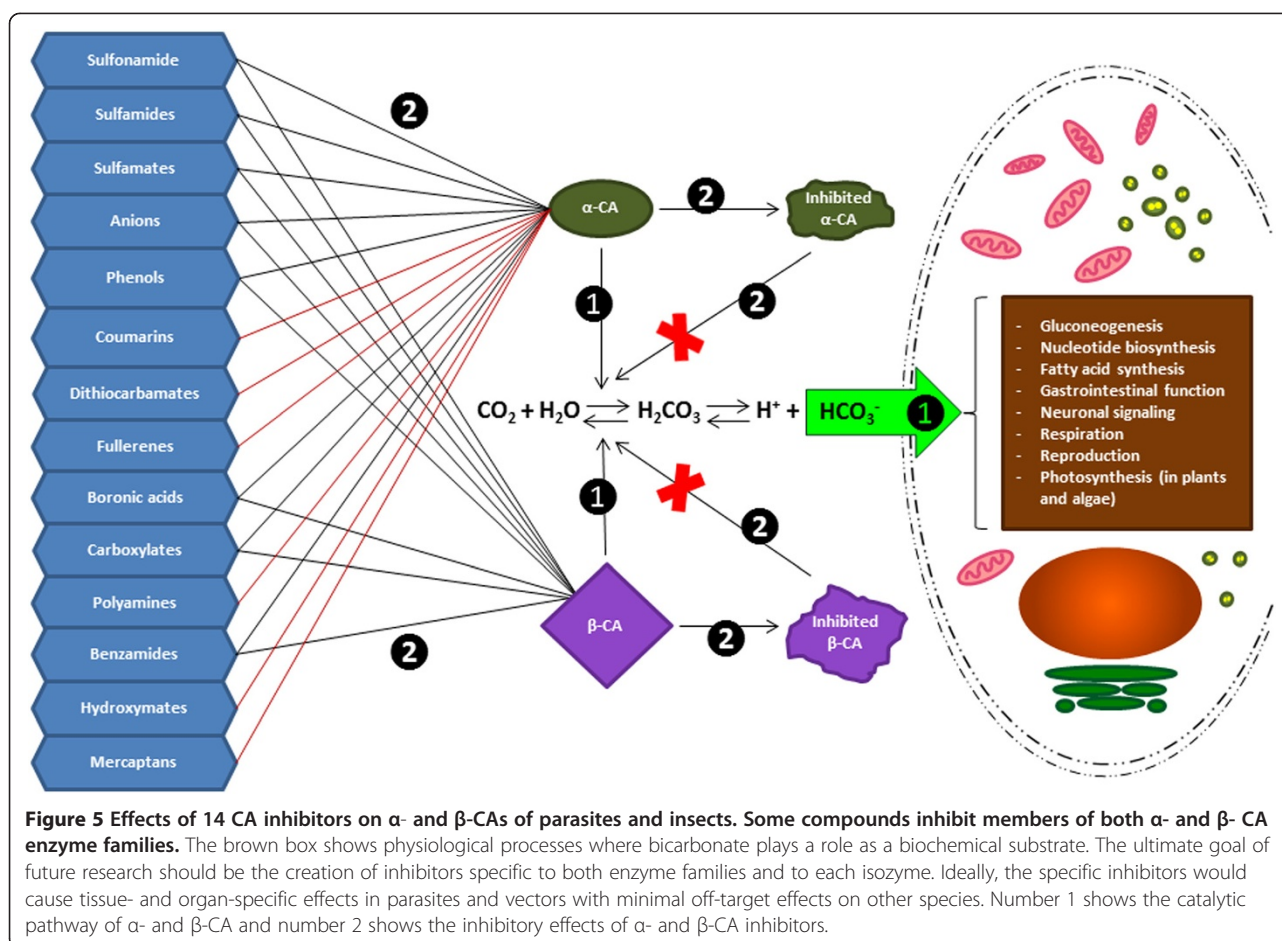 Sulfonamide
Sulfamides
Sulfamates
Anions
Phenols
Coumarins
Dithiocarbamates
Fullerenes
Boronic acids
Carboxylates
Polyamines
Benzamides
Hydroxymates
Mercaptans
2
2
α-CA
2
Inhibited
α-CA
1
2
CO₂ + H₂O ⇌ H₂CO₃ ⇌ H⁺ + HCO₃⁻ 1
1
2
β-CA
2
Inhibited
β-CA
- Gluconeogenesis
- Nucleotide biosynthesis
- Fatty acid synthesis
- Gastrointestinal function
- Neuronal signaling
- Respiration
- Reproduction
- Photosynthesis (in plants
and algae)
Figure 5 Effects of 14 CA inhibitors on α- and β-CAs of parasites and insects. Some compounds inhibit members of both α- and β- CA
enzyme families. The brown box shows physiological processes where bicarbonate plays a role as a biochemical substrate. The ultimate goal of
future research should be the creation of inhibitors specific to both enzyme families and to each isozyme. Ideally, the specific inhibitors would
cause tissue- and organ-specific effects in parasites and vectors with minimal off-target effects on other species. Number 1 shows the catalytic
pathway of α- and β-CA and number 2 shows the inhibitory effects of α- and β-CA inhibitors.